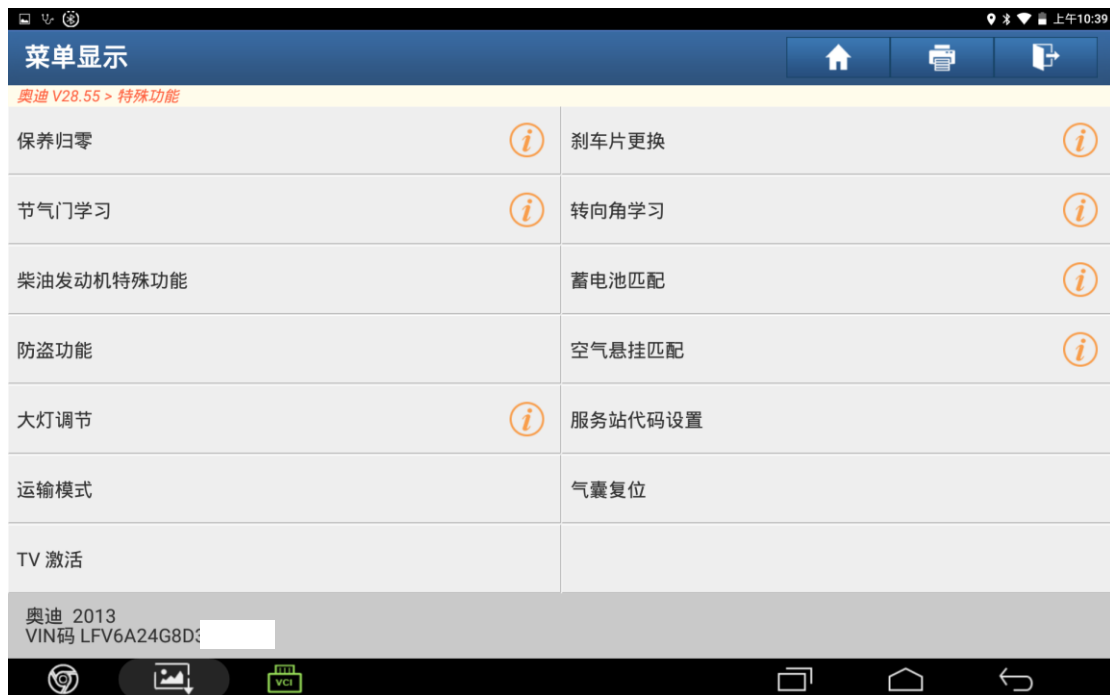 上午10:39
菜单显示
奥迪 V28.55 > 特殊功能
保养归零
刹车片更换
节气门学习
转向角学习
柴油发动机特殊功能
蓄电池匹配
防盗功能
空气悬挂匹配
大灯调节
服务站代码设置
运输模式
气囊复位
TV 激活
奥迪 2013
VIN码 LFV6A24G8D3
VCI